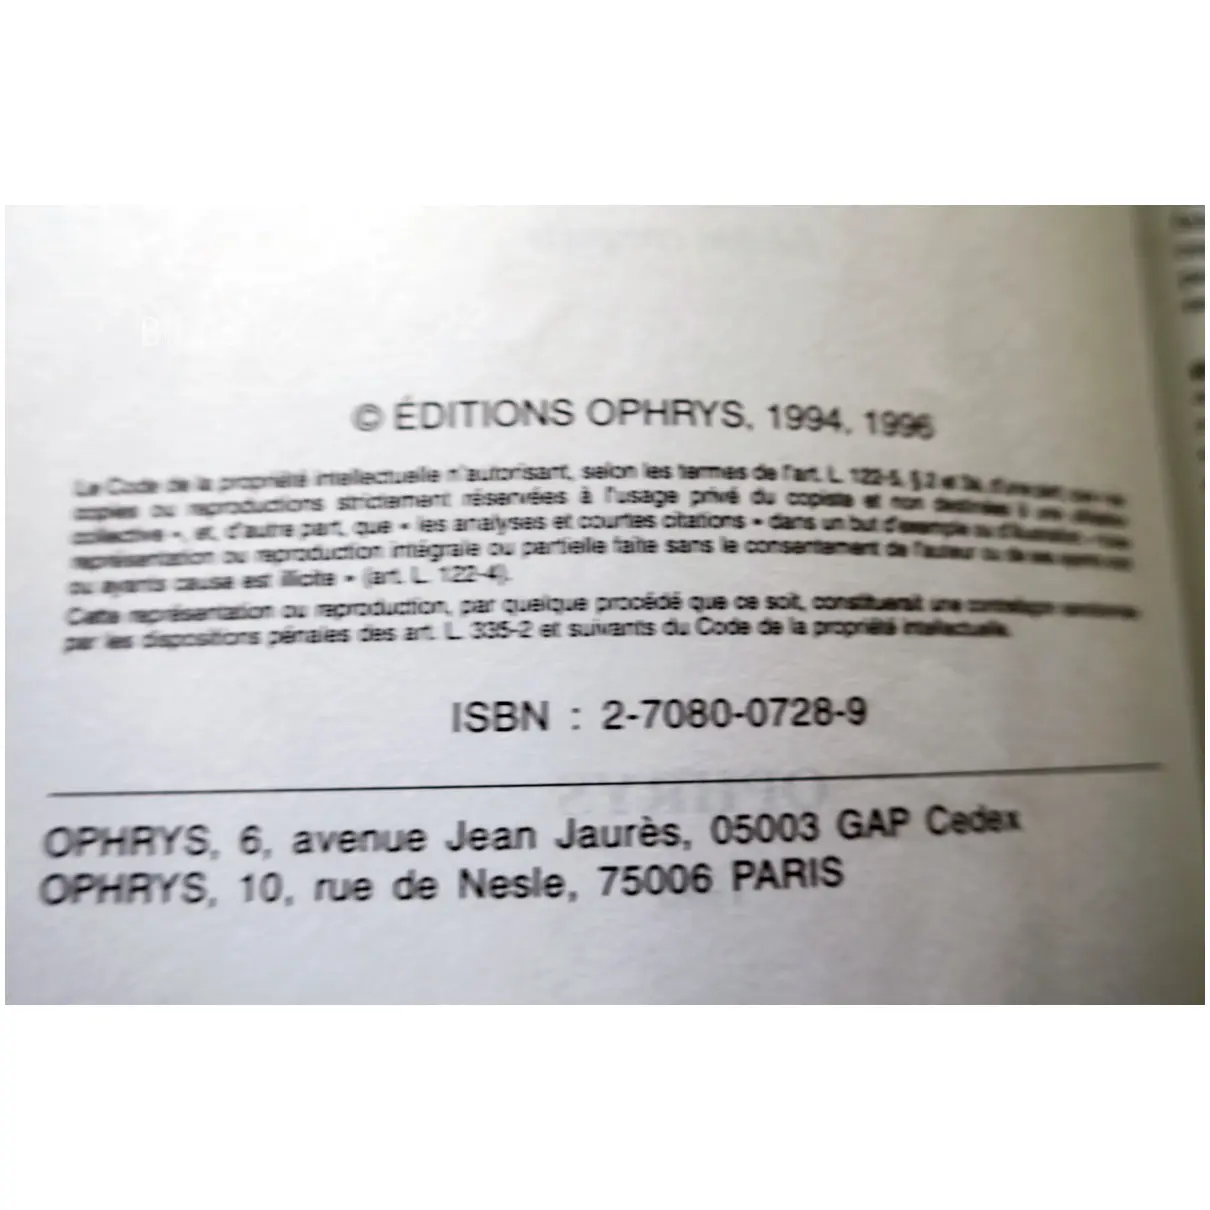 © ÉDITIONS OPHRYS, 1994, 1996
Le Code de la propriété intellectuelle n'autorisant, selon les termes de l'art. L. 122-5, § 2 et 3a, d'une part, que
copies ou reproductions strictement réservées à l'usage privé du copiste et non destinées à une
collective », et, d'autre part, que « les analyses et courtes citations » dans un but d'exemple ou d'illustration,
représentation ou reproduction intégrale ou partielle faite sans le consentement de l'auteur ou de ses ayants
ou ayants cause est illicite » (art. L. 122-4).
Cette représentation ou reproduction, par quelque procédé que ce soit, constituerait une
par les dispositions pénales des art. L. 335-2 et suivants du Code de la propriété intellectuelle.
ISBN : 2-7080-0728-9
OPHRYS, 6, avenue Jean Jaurès, 05003 GAP Cedex
OPHRYS, 10, rue de Nesle, 75006 PARIS